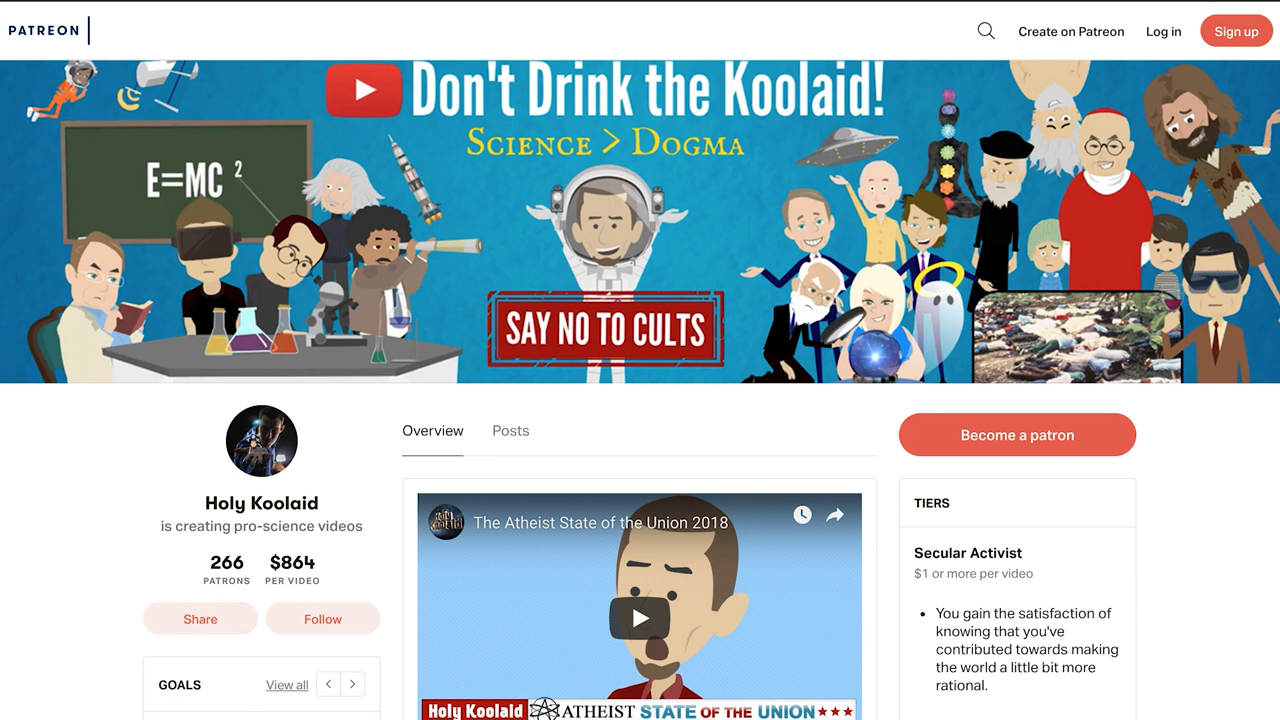 PATREON
Create on Patreon
Log in
Sign up
Don't Drink the Koolaid!
SCIENCE > DOGMA
E=MC 2
SAY NO TO CULTS
Overview
Posts
Become a patron
Holy Koolaid
is creating pro-science videos
266
$864
PATRONS
PER VIDEO
Share
Follow
GOALS
View all
The Atheist State of the Union 2018
Holy Koolaid
ATHEIST STATE OF THE UNION
TIERS
Secular Activist
$1 or more per video
You gain the satisfaction of
knowing that you've
contributed towards making
the world a little bit more
rational.